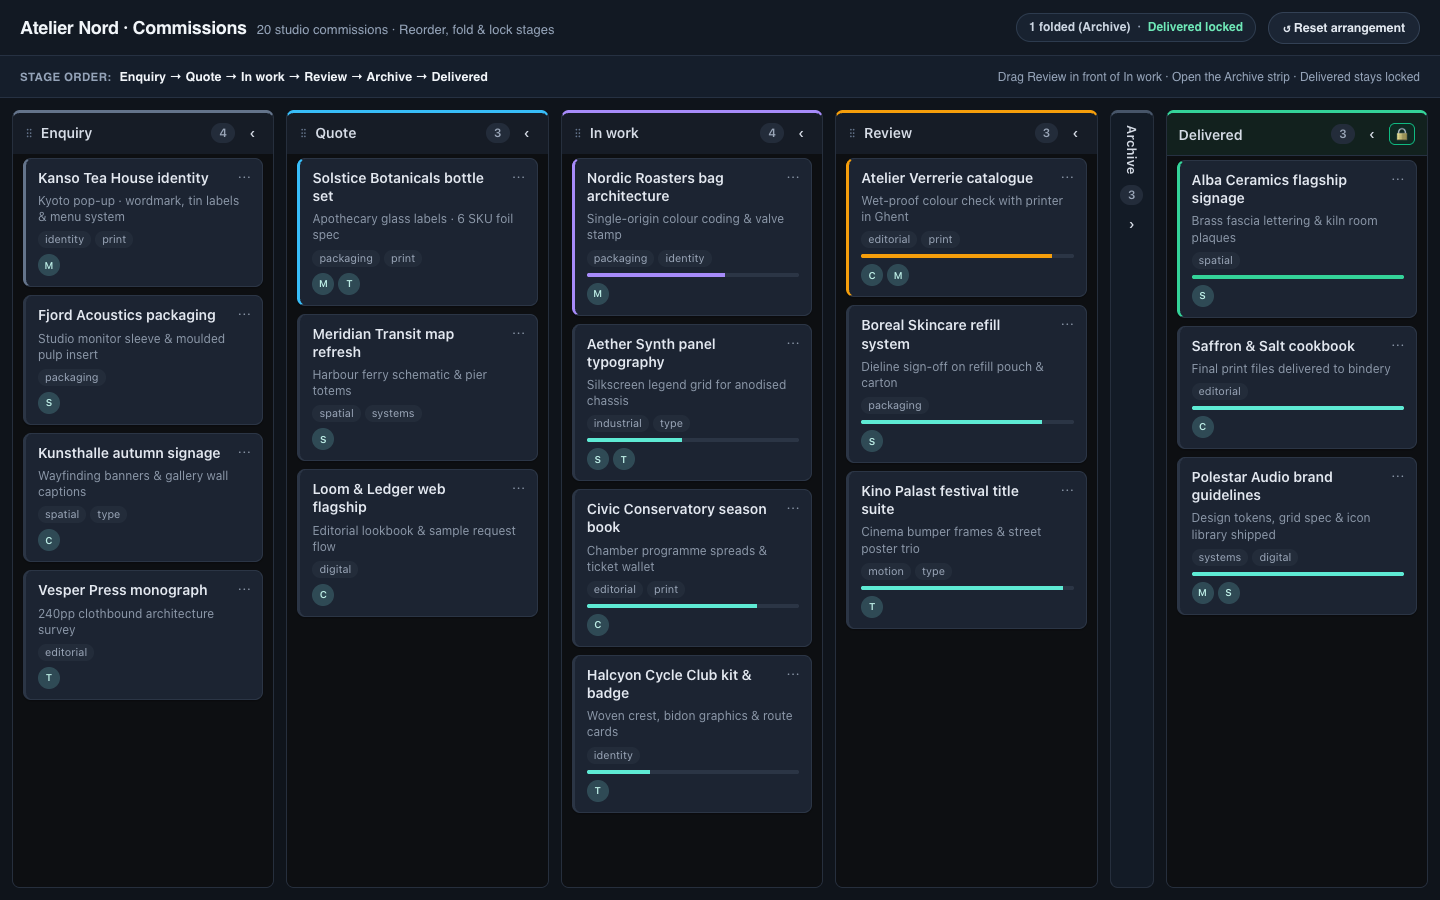 Atelier Nord · Commissions
20 studio commissions · Reorder, fold & lock stages
1 folded (Archive) · Delivered locked
↺ Reset arrangement
STAGE ORDER: Enquiry → Quote → In work → Review → Archive → Delivered
Drag Review in front of In work · Open the Archive strip · Delivered stays locked
Enquiry
4
Kanso Tea House identity
Kyoto pop-up · wordmark, tin labels
& menu system
identity
print
M
Fjord Acoustics packaging
Studio monitor sleeve & moulded
pulp insert
packaging
S
Kunsthalle autumn signage
Wayfinding banners & gallery wall
captions
spatial
type
C
Vesper Press monograph
240pp clothbound architecture
survey
editorial
T
Quote
3
Solstice Botanicals bottle
set
Apothecary glass labels · 6 SKU foil
spec
packaging
print
M
T
Meridian Transit map
refresh
Harbour ferry schematic & pier
totems
spatial
systems
S
Loom & Ledger web
flagship
Editorial lookbook & sample request
flow
digital
C
In work
4
Nordic Roasters bag
architecture
Single-origin colour coding & valve
stamp
packaging
identity
M
Aether Synth panel
typography
Silkscreen legend grid for anodised
chassis
industrial
type
S
T
Civic Conservatory season
book
Chamber programme spreads &
ticket wallet
editorial
print
C
Halcyon Cycle Club kit &
badge
Woven crest, bidon graphics & route
cards
identity
T
Review
3
Atelier Verrerie catalogue
Wet-proof colour check with printer
in Ghent
editorial
print
C
M
Boreal Skincare refill
system
Dieline sign-off on refill pouch &
carton
packaging
S
Kino Palast festival title
suite
Cinema bumper frames & street
poster trio
motion
type
T
Archive
3
Delivered
3
Alba Ceramics flagship
signage
Brass fascia lettering & kiln room
plaques
spatial
S
Saffron & Salt cookbook
Final print files delivered to bindery
editorial
C
Polestar Audio brand
guidelines
Design tokens, grid spec & icon
library shipped
systems
digital
M
S